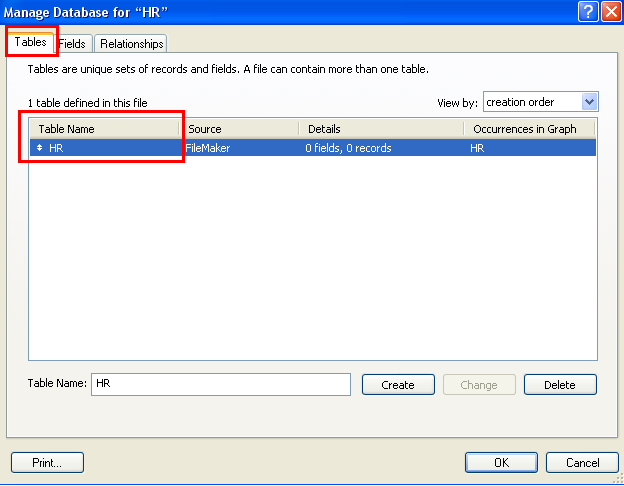 Manage Database for “HR”
Tables Fields Relationships
Tables are unique sets of records and fields. A file can contain more than one table.
1 table defined in this file View by: creation order
Table Name Source Details Occurrences in Graph
HR FileMaker 0 fields, 0 records HR
Table Name: HR Create Change Delete
Print... OK Cancel